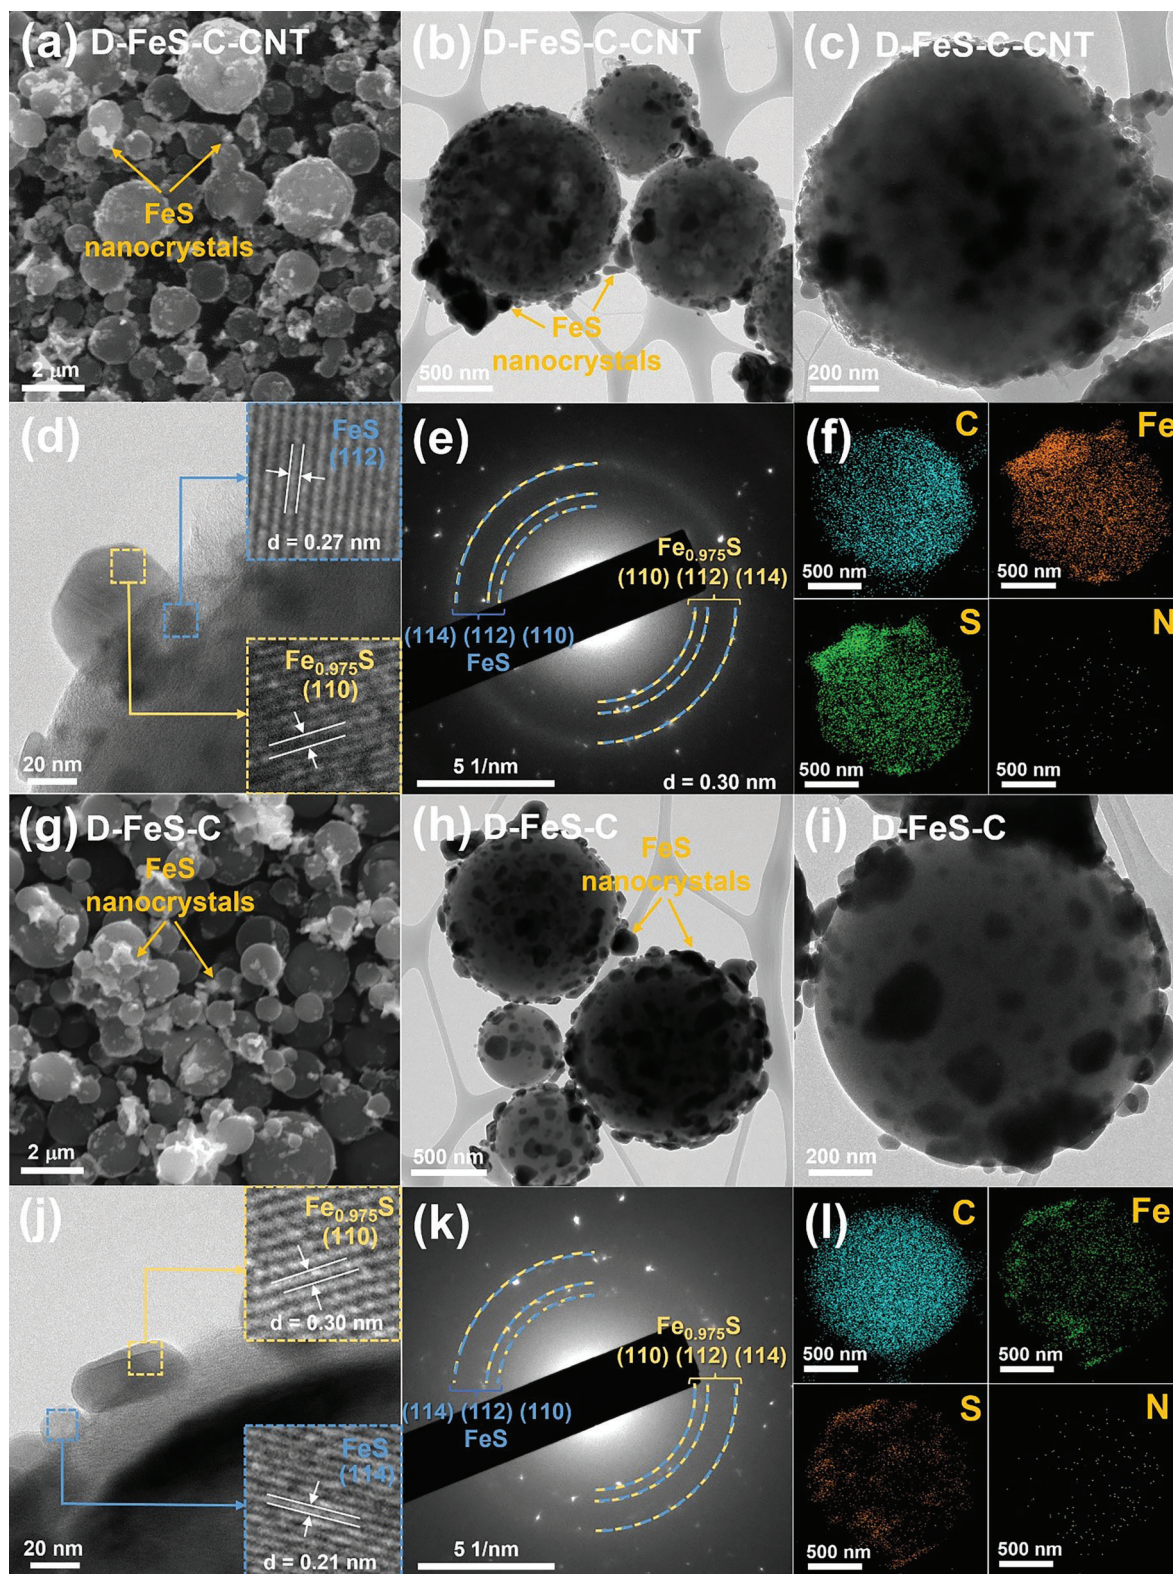 (a) D-FeS-C-CNT
FeS
nanocrystals
2 μm
(b) D-FeS-C-CNT
FeS
nanocrystals
500 nm
(c) D-FeS-C-CNT
200 nm
(d)
FeS
(112)
d = 0.27 nm
Fe0.975S
(110)
20 nm
(e)
Fe0.975S
(110) (112) (114)
(114) (112) (110)
FeS
5 1/nm
d = 0.30 nm
(f)
C
500 nm
Fe
500 nm
S
500 nm
N
500 nm
(g) D-FeS-C
FeS
nanocrystals
2 μm
(h) D-FeS-C
FeS
nanocrystals
500 nm
(i) D-FeS-C
200 nm
(j)
Fe0.975S
(110)
d = 0.30 nm
FeS
(114)
d = 0.21 nm
20 nm
(k)
Fe0.975S
(110) (112) (114)
(114) (112) (110)
FeS
5 1/nm
(l)
C
500 nm
Fe
500 nm
S
500 nm
N
500 nm